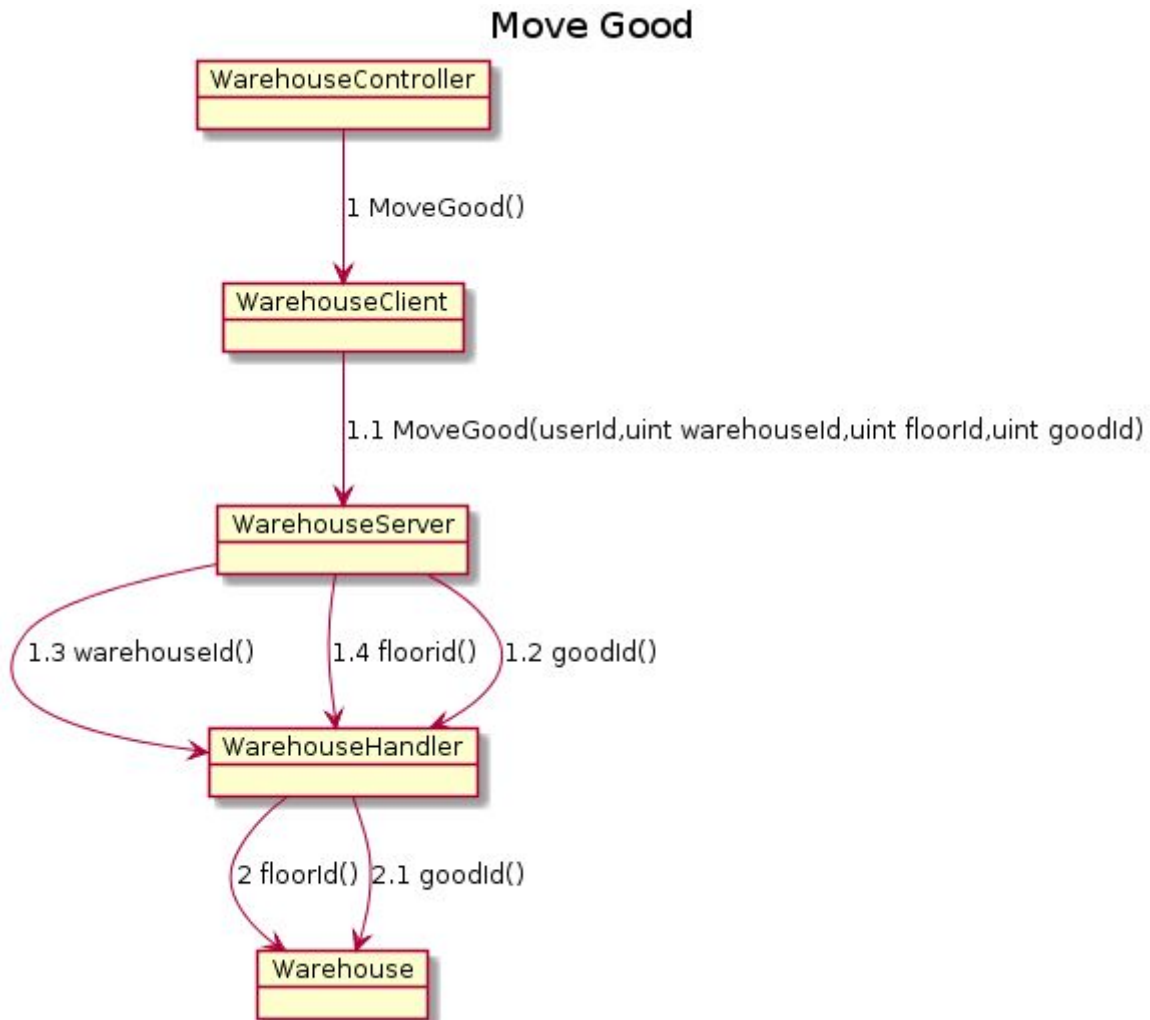 Move Good
WarehouseController
1 MoveGood()
WarehouseClient
1.1 MoveGood(userId,uint warehouseId,uint floorId,uint goodId)
WarehouseServer
1.3 warehouseId()
1.4 floorid()
1.2 goodId()
WarehouseHandler
2 floorId()
2.1 goodId()
Warehouse